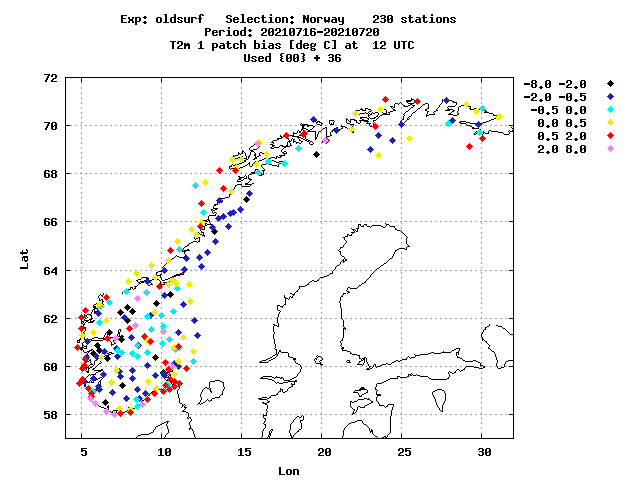 Exp: oldsurf   Selection: Norway    230 stations
Period: 20210716-20210720
T2m 1 patch bias [deg C] at  12 UTC
Used {00} + 36
-8.0 -2.0
-2.0 -0.5
-0.5 0.0
0.0 0.5
0.5 2.0
2.0 8.0
72
70
68
66
64
62
60
58
Lat
5 10 15 20 25 30
Lon